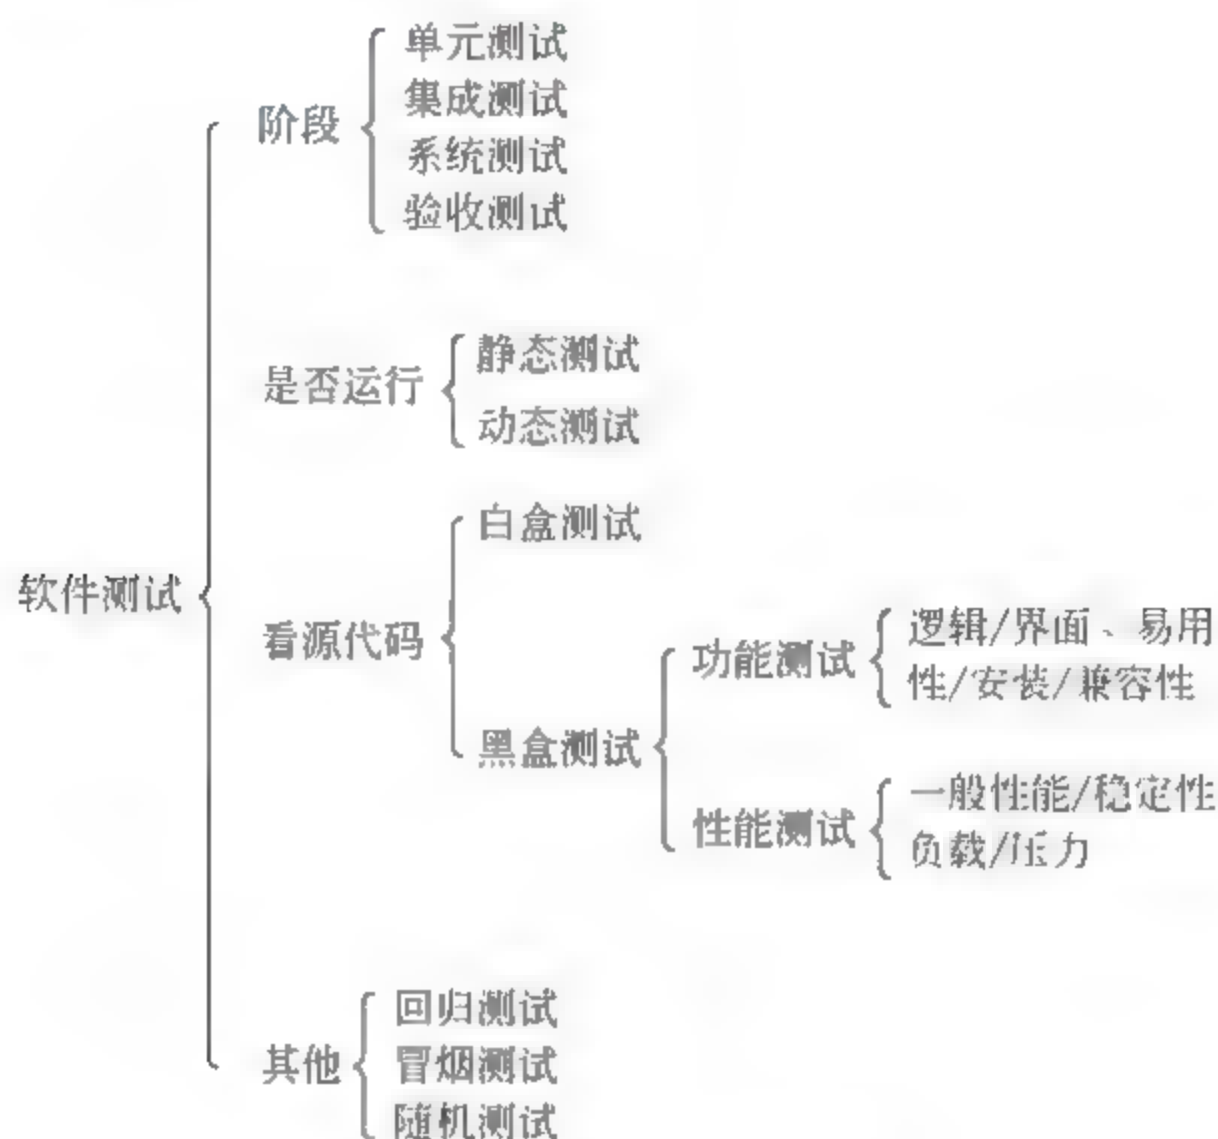 单元测试
集成测试
阶段
系统测试
验收测试
静态测试
是否运行
动态测试
白盒测试
软件测试
看源代码
逻辑/界面、易用
功能测试
性/安装/兼容性
黑盒测试
一般性能/稳定性
性能测试
负载/压力
回归测试
其他
冒烟测试
随机测试